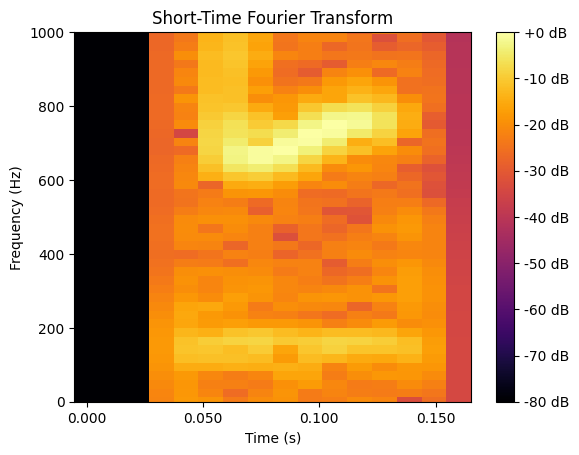 Short-Time Fourier Transform
1000
800
600
400
200
0
Frequency (Hz)
0.000
0.050
0.100
0.150
Time (s)
+0 dB
-10 dB
-20 dB
-30 dB
-40 dB
-50 dB
-60 dB
-70 dB
-80 dB